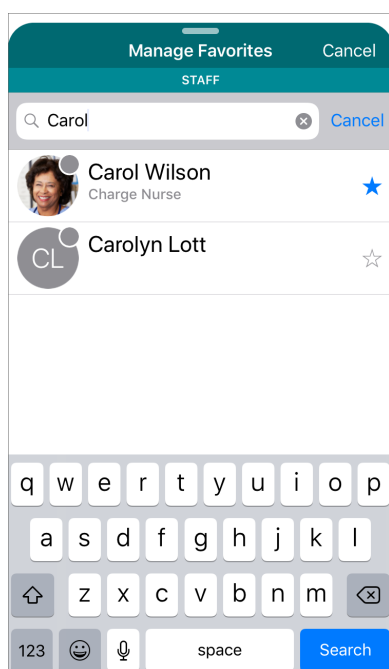 Manage Favorites Cancel
STAFF
Carol Cancel
Carol Wilson
Charge Nurse
CL Carolyn Lott
q w e r t y u i o p
a s d f g h j k l
z x c v b n m
123 space Search